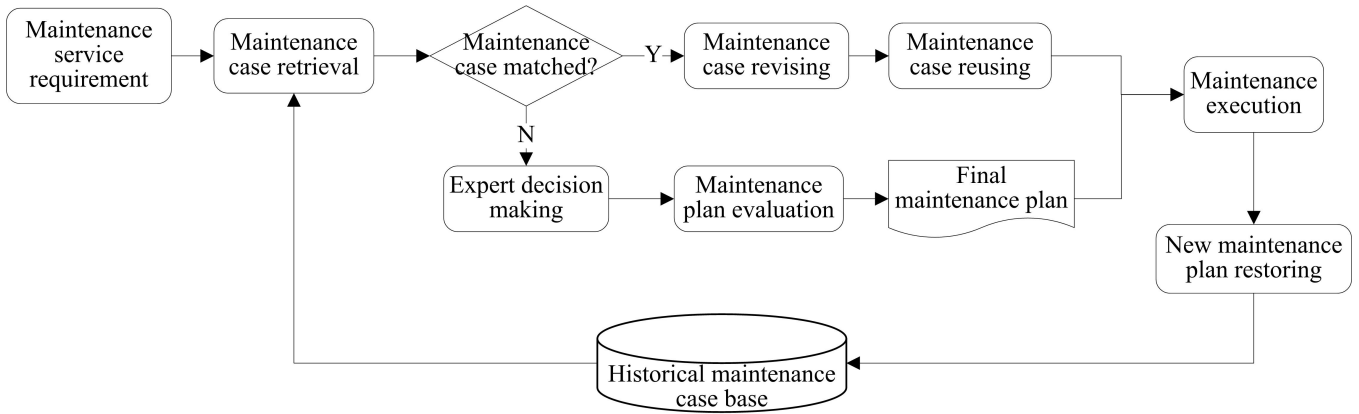 Maintenance
service
requirement
Maintenance
case retrieval
Maintenance
case matched?
Y
Maintenance
case revising
Maintenance
case reusing
Maintenance
execution
N
Expert decision
making
Maintenance
plan evaluation
Final
maintenance plan
New maintenance
plan restoring
Historical maintenance
case base